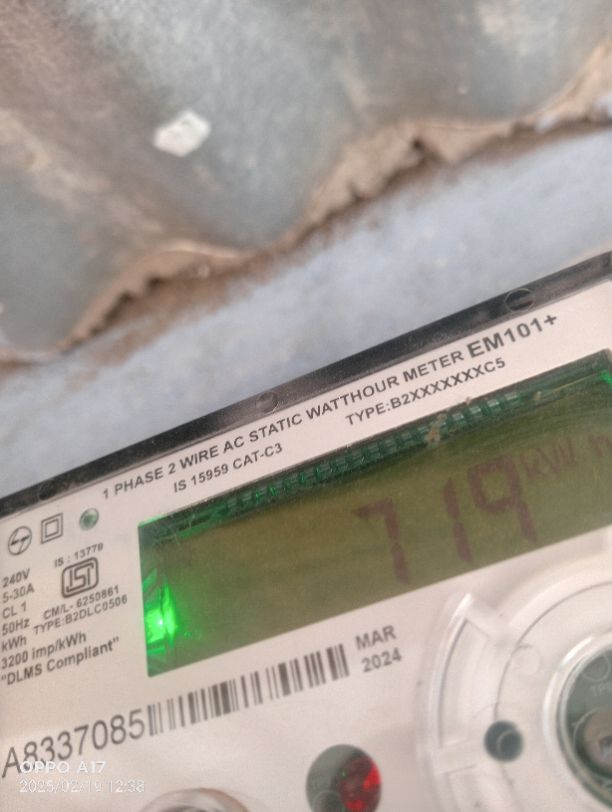 1 PHASE 2 WIRE AC STATIC WATTHOUR METER EM101+
IS 15959 CAT-C3
TYPE:B2XXXXXXXC5
719 kWh
240V
5-30A
CL 1
50Hz
kWh
3200 imp/kWh
"DLMS Compliant"
IS : 13779
ISI
CM/L- 6250861
TYPE:B2DLC0506
MAR
2024
A8337085
OPPO A17
2025/02/19 12:38